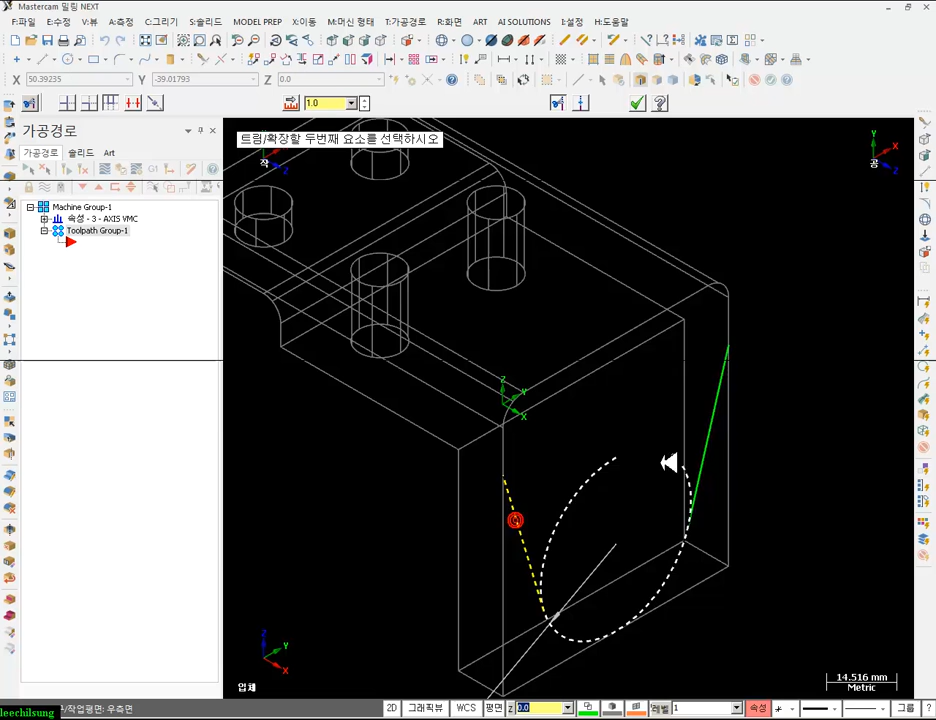 Mastercam 밀링 NEXT
F:파일 E:수정 V:뷰 A:측정 C:그리기 S:솔리드 MODEL PREP X:이동 M:머신 형태 T:가공경로 R:화면 ART AI SOLUTIONS I:설정 H:도움말
X 50.39235 Y -39.01793 Z 0.0
1.0
가공경로
가공경로 솔리드 Art
G1
Machine Group-1
속성 - 3 - AXIS VMC
Toolpath Group-1
트림/확장할 두번째 요소를 선택하시오
작
Z
Y
X
Z
공
Z
Y
X
Z
Y
X
입체
14.516 mm
Metric
leechilsung
/작업평면: 우측면
2D 그래픽뷰 WCS 평면 Z 0.0 레벨 1 속성 그룹 ?